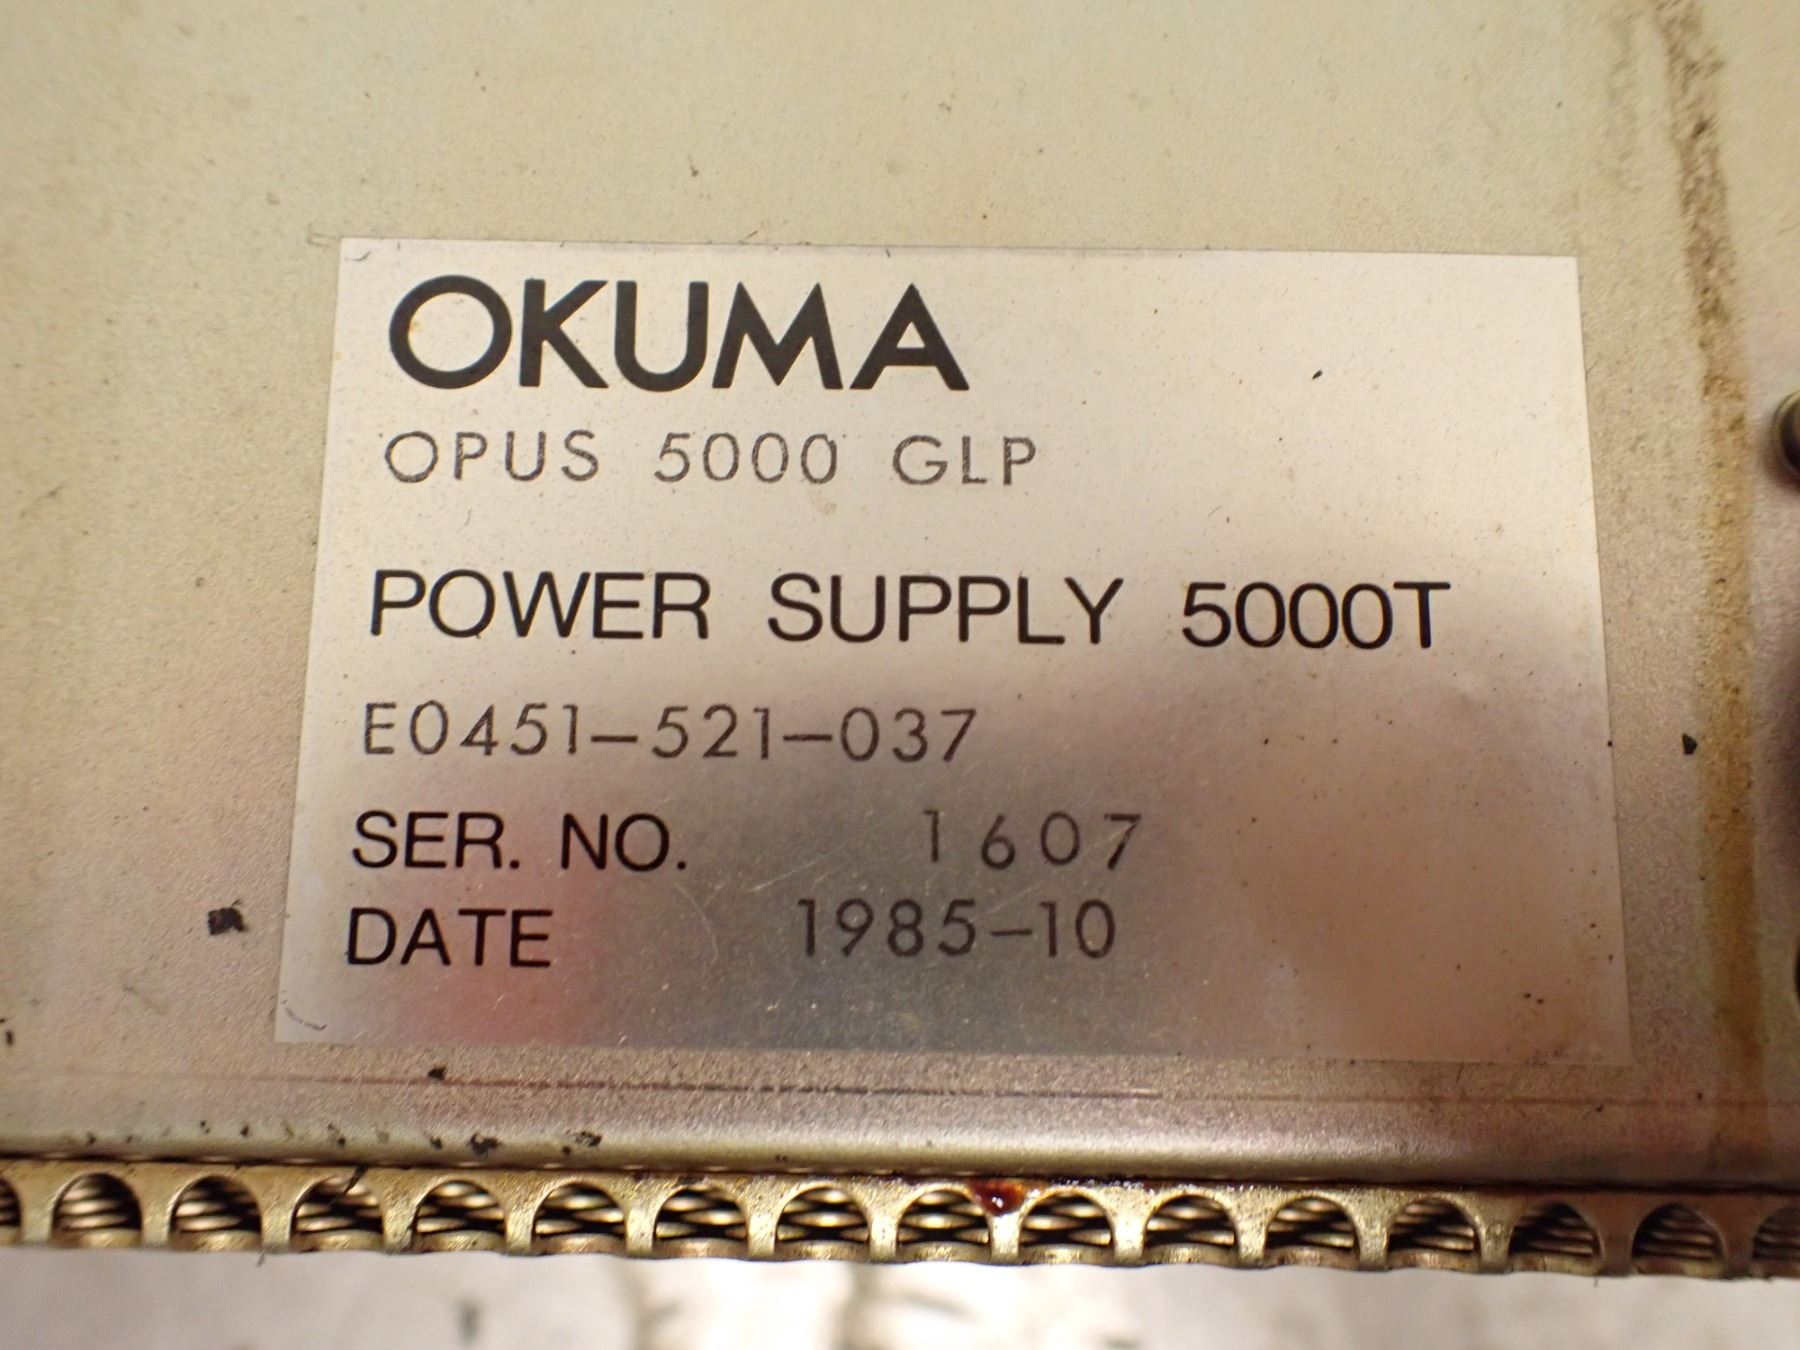 OKUMA
OPUS 5000 GLP
POWER SUPPLY 5000T
E0451-521-037
SER. NO. 1607
DATE 1985-10